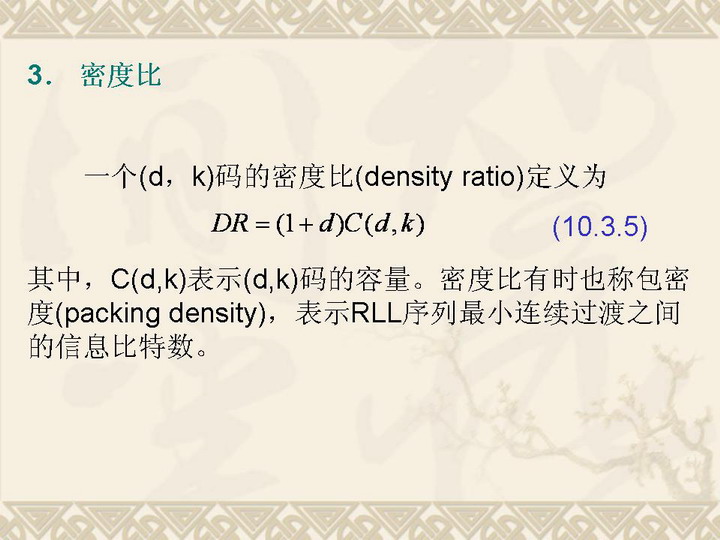 3． 密度比
一个(d，k)码的密度比(density ratio)定义为
DR = (1+d)C(d,k)
(10.3.5)
其中，C(d,k)表示(d,k)码的容量。密度比有时也称包密
度(packing density)，表示RLL序列最小连续过渡之间
的信息比特数。